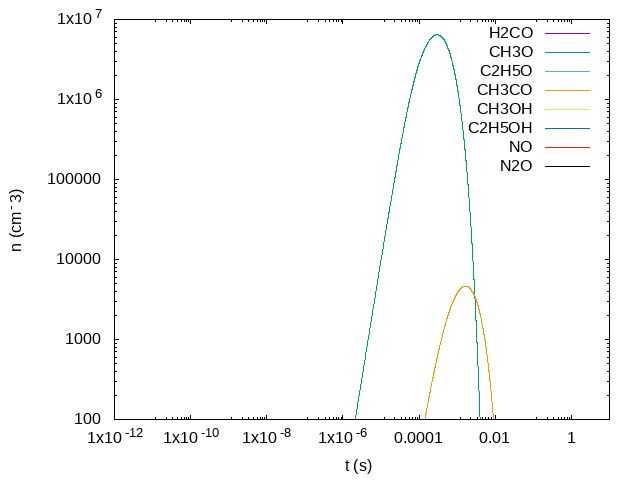 1x10^7
1x10^6
100000
10000
1000
100
n (cm^-3)
H2CO
CH3O
C2H5O
CH3CO
CH3OH
C2H5OH
NO
N2O
1x10^-12
1x10^-10
1x10^-8
1x10^-6
0.0001
0.01
1
t (s)